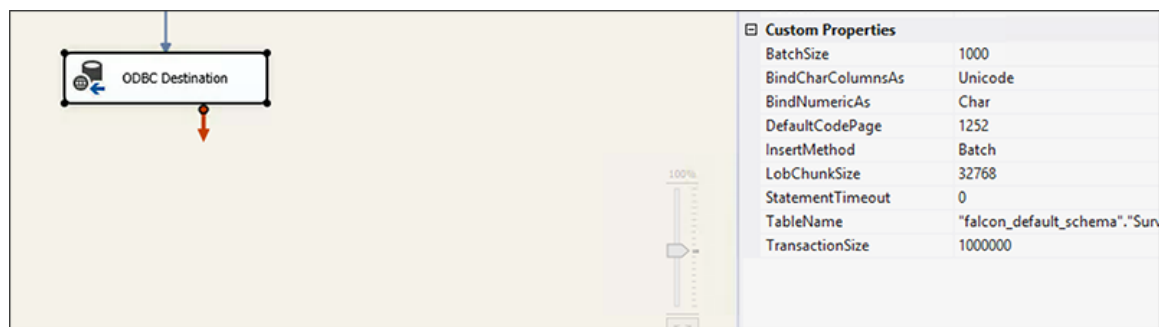 ODBC Destination
100%
Custom Properties
BatchSize 1000
BindCharColumnsAs Unicode
BindNumericAs Char
DefaultCodePage 1252
InsertMethod Batch
LobChunkSize 32768
StatementTimeout 0
TableName "falcon_default_schema"."Surv
TransactionSize 1000000